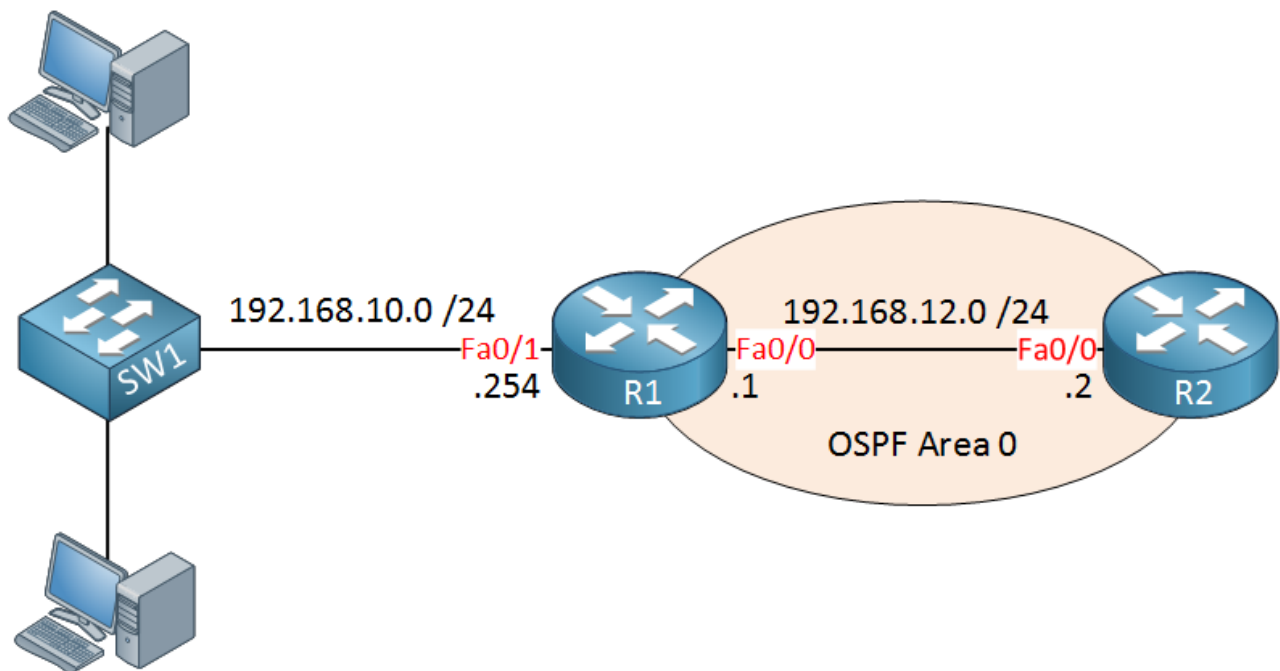 192.168.10.0 /24
192.168.12.0 /24
SW1
Fa0/1
Fa0/0
Fa0/0
.254
R1
.1
.2
R2
OSPF Area 0